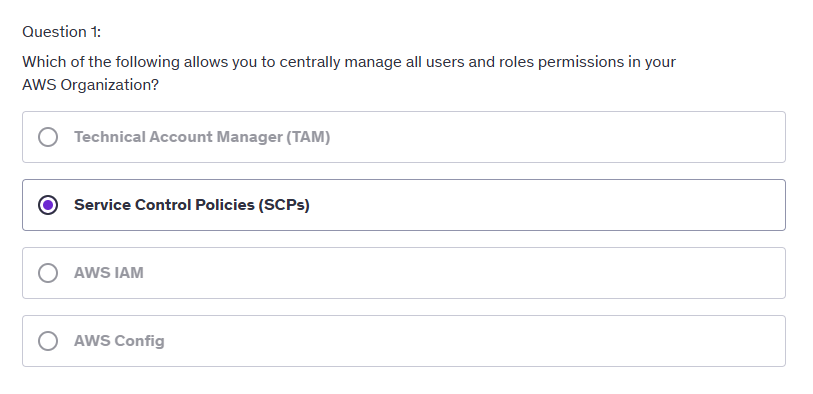 Question 1:
Which of the following allows you to centrally manage all users and roles permissions in your
AWS Organization?
Technical Account Manager (TAM)
Service Control Policies (SCPs)
AWS IAM
AWS Config